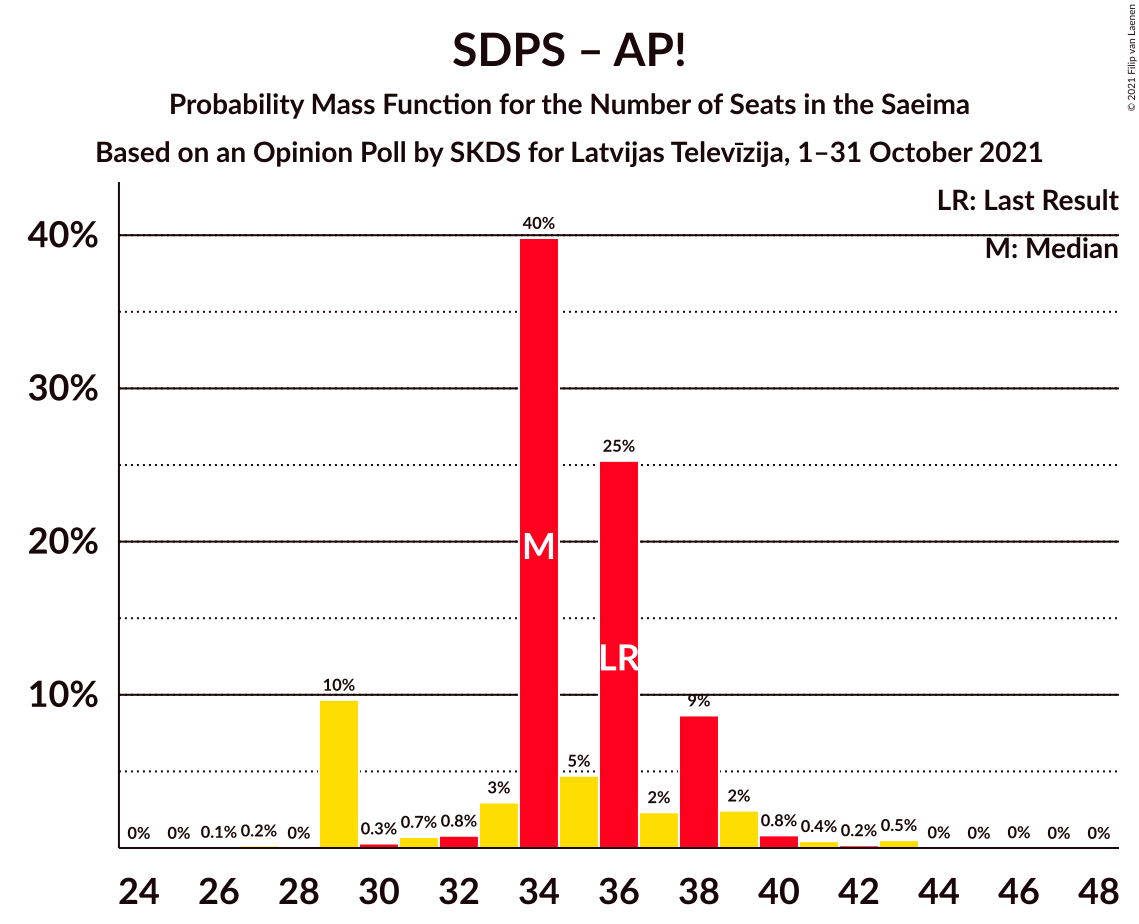 SDPS – AP!
Probability Mass Function for the Number of Seats in the Saeima
Based on an Opinion Poll by SKDS for Latvijas Televīzija, 1–31 October 2021
© 2021 Filip van Laenen
LR: Last Result
M: Median
40%
30%
20%
10%
0% 0% 0.1% 0.2% 0% 10% 0.3% 0.7% 0.8% 3% 40% 5% 25% 2% 9% 2% 0.8% 0.4% 0.2% 0.5% 0% 0% 0% 0% 0%
M
LR
24 26 28 30 32 34 36 38 40 42 44 46 48